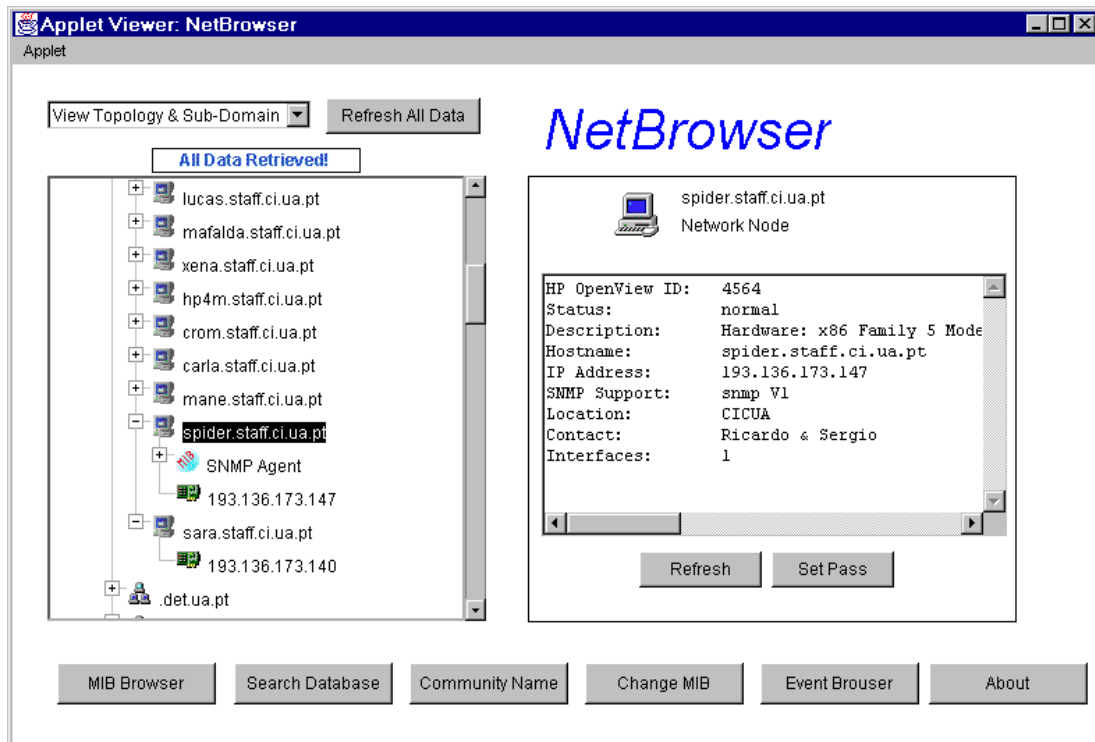 Applet Viewer: NetBrowser
Applet
View Topology & Sub-Domain
Refresh All Data
NetBrowser
All Data Retrieved!
lucas.staff.ci.ua.pt
mafalda.staff.ci.ua.pt
xena.staff.ci.ua.pt
hp4m.staff.ci.ua.pt
crom.staff.ci.ua.pt
carla.staff.ci.ua.pt
mane.staff.ci.ua.pt
spider.staff.ci.ua.pt
MIB SNMP Agent
193.136.173.147
sara.staff.ci.ua.pt
193.136.173.140
.det.ua.pt
spider.staff.ci.ua.pt
Network Node
HP OpenView ID: 4564
Status: normal
Description: Hardware: x86 Family 5 Mode
Hostname: spider.staff.ci.ua.pt
IP Address: 193.136.173.147
SNMP Support: snmp V1
Location: CICUA
Contact: Ricardo & Sergio
Interfaces: 1
Refresh
Set Pass
MIB Browser
Search Database
Community Name
Change MIB
Event Brouser
About